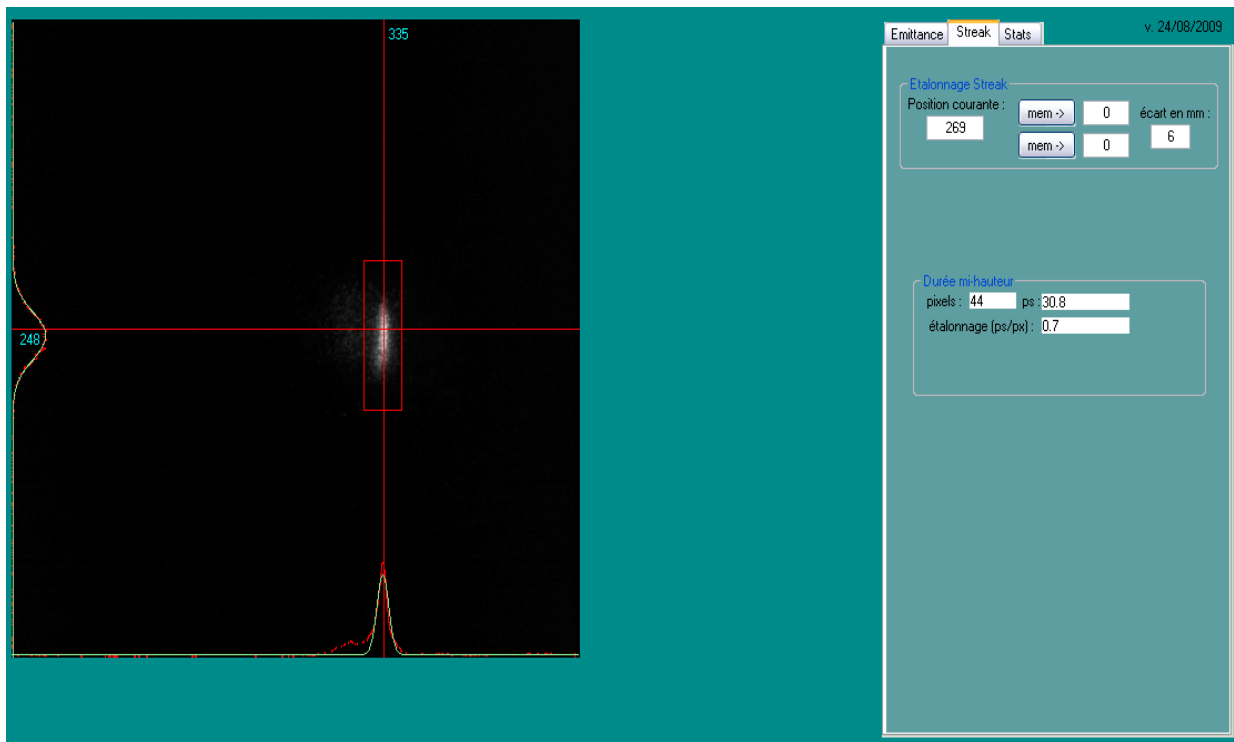 335
248
Emittance Streak Stats
v. 24/08/2009
Etalonnage Streak
Position courante :
269
mem -> 0
mem -> 0
écart en mm :
6
Durée mi-hauteur
pixels : 44 ps : 30.8
étalonnage (ps/px) : 0.7